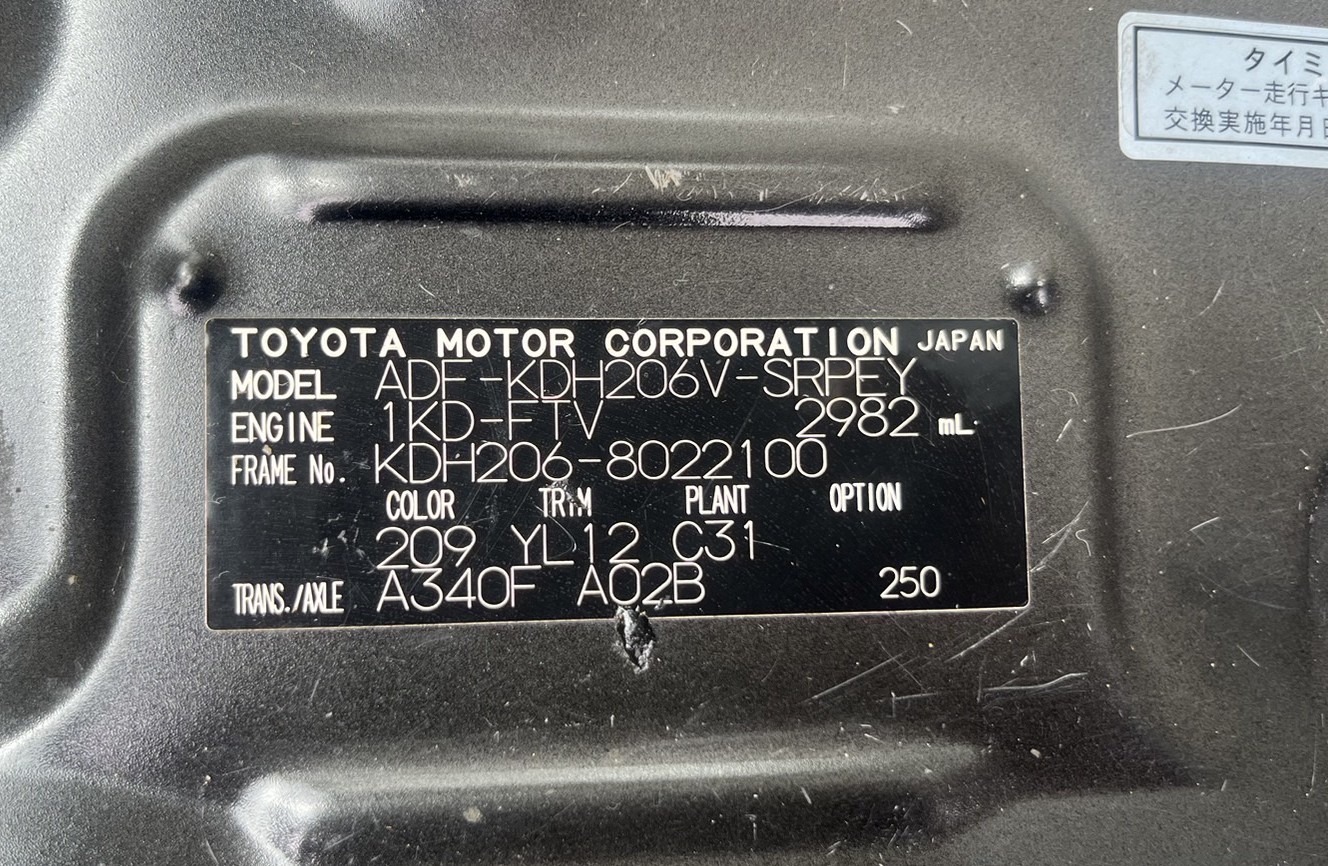 タイミ
メーター走行キ
交換実施年月日
TOYOTA MOTOR CORPORATION JAPAN
MODEL ADF-KDH206V-SRPEY
ENGINE 1KD-FTV 2982 mL
FRAME No. KDH206-8022100
COLOR TRIM PLANT OPTION
209 YL12 C31
TRANS./AXLE A340F A02B 250